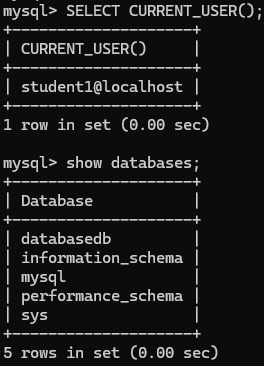 mysql> SELECT CURRENT_USER();
+--------------------+
| CURRENT_USER()     |
+--------------------+
| student1@localhost |
+--------------------+
1 row in set (0.00 sec)

mysql> show databases;
+--------------------+
| Database           |
+--------------------+
| databasedb         |
| information_schema |
| mysql              |
| performance_schema |
| sys                |
+--------------------+
5 rows in set (0.00 sec)